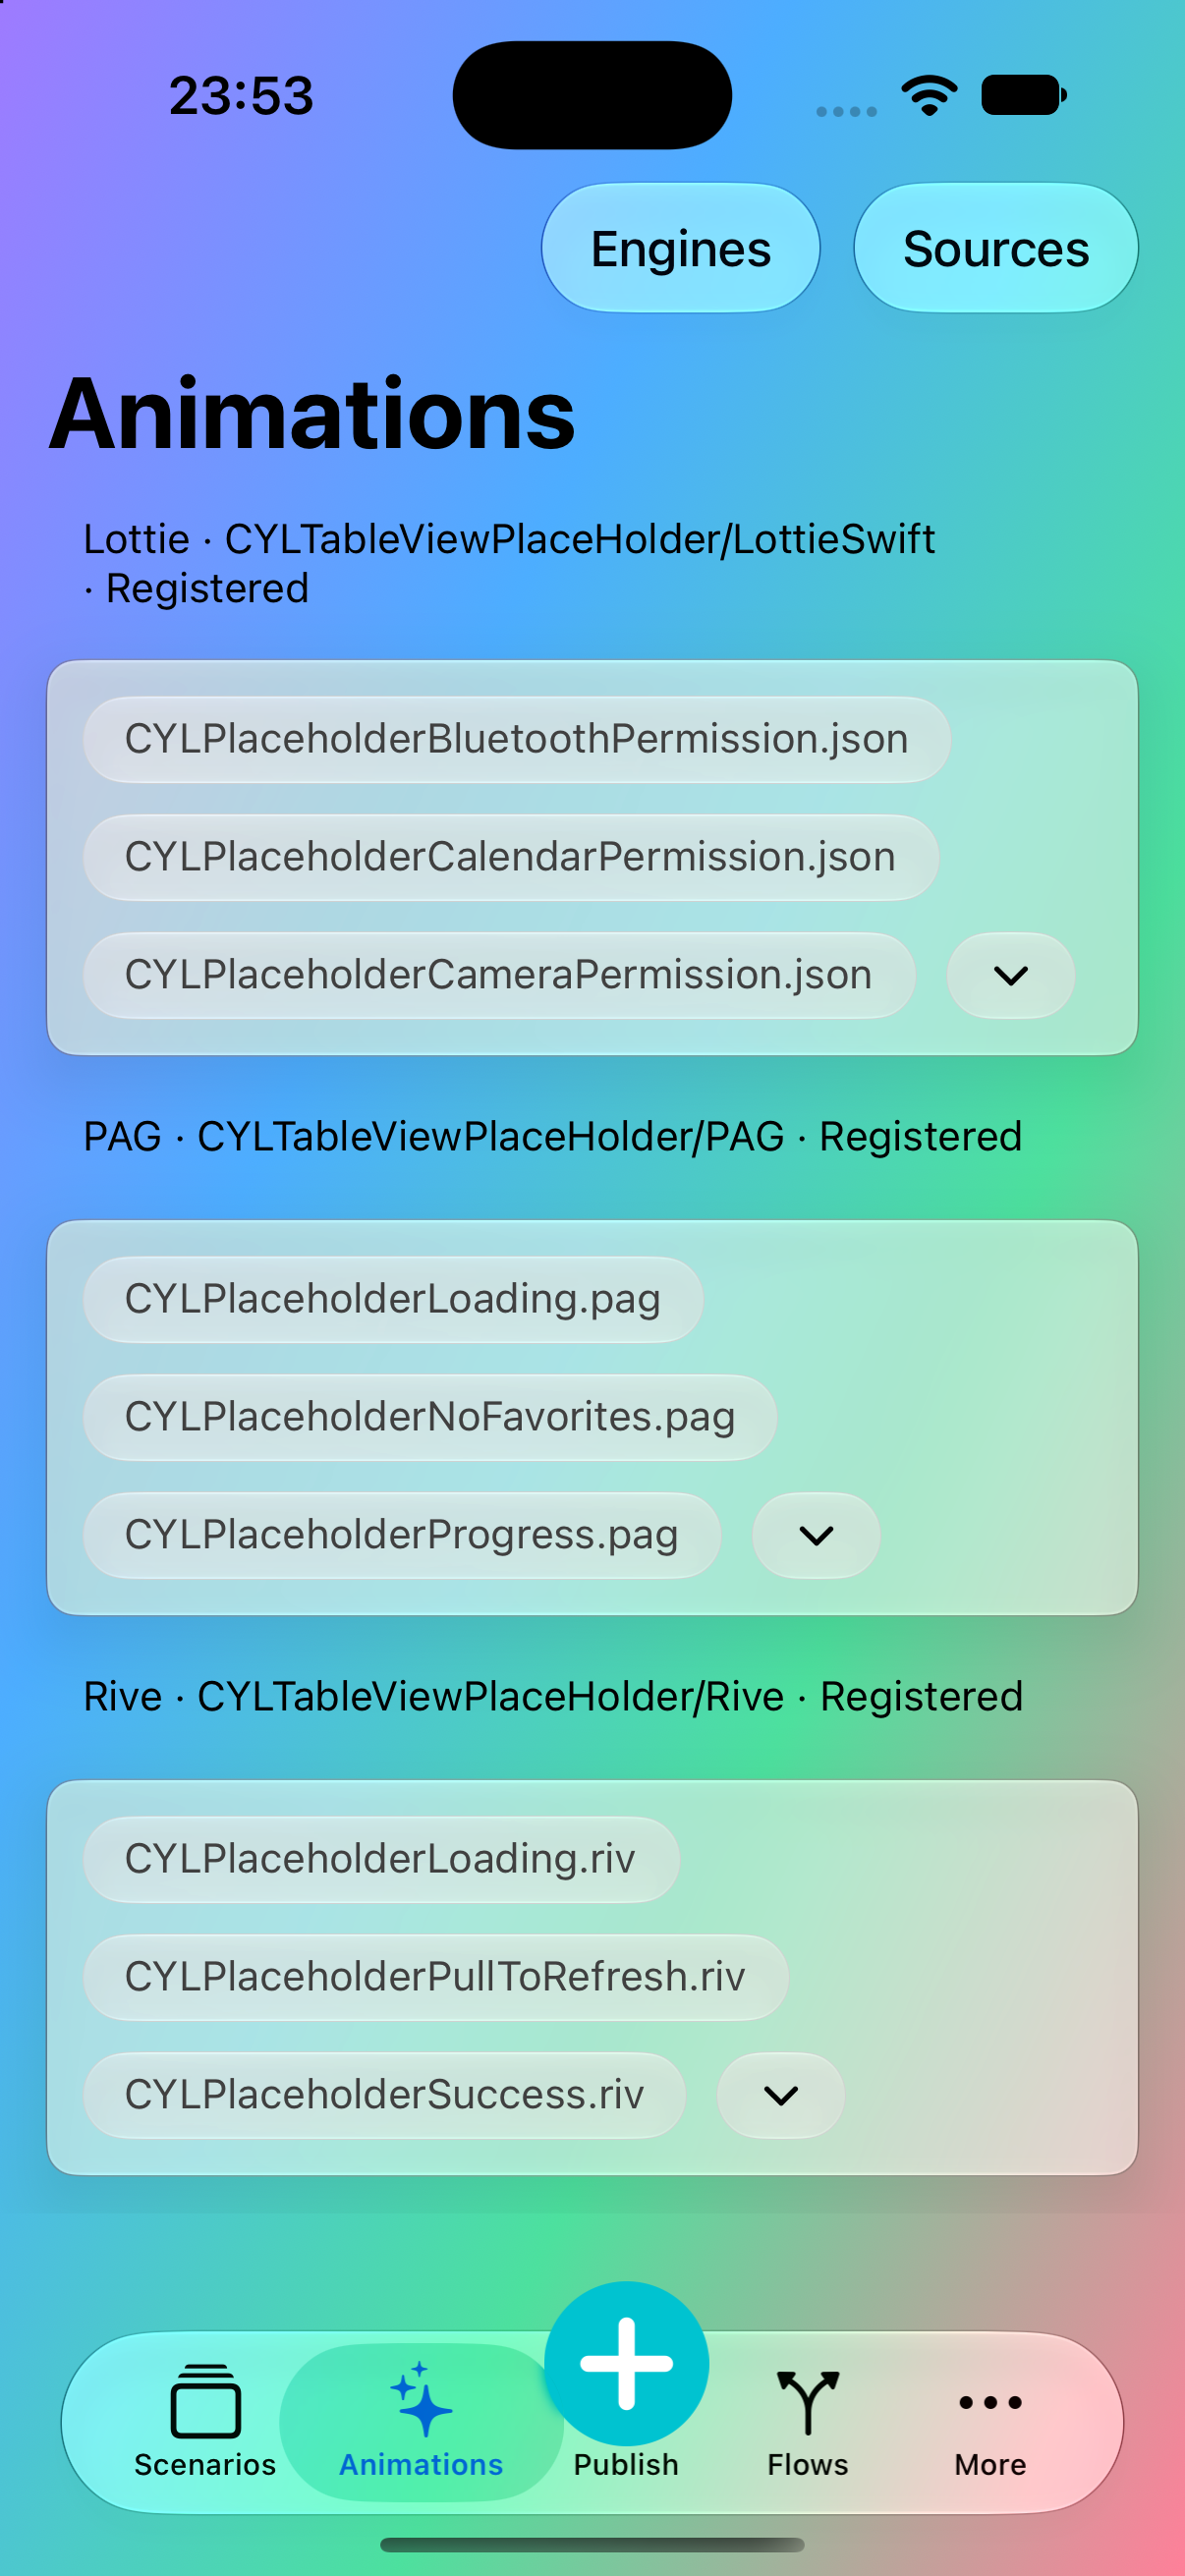 23:53
Engines
Sources
Animations
Lottie · CYLTableViewPlaceHolder/LottieSwift
· Registered
CYLPlaceholderBluetoothPermission.json
CYLPlaceholderCalendarPermission.json
CYLPlaceholderCameraPermission.json
PAG · CYLTableViewPlaceHolder/PAG · Registered
CYLPlaceholderLoading.pag
CYLPlaceholderNoFavorites.pag
CYLPlaceholderProgress.pag
Rive · CYLTableViewPlaceHolder/Rive · Registered
CYLPlaceholderLoading.riv
CYLPlaceholderPullToRefresh.riv
CYLPlaceholderSuccess.riv
Scenarios
Animations
Publish
Flows
More